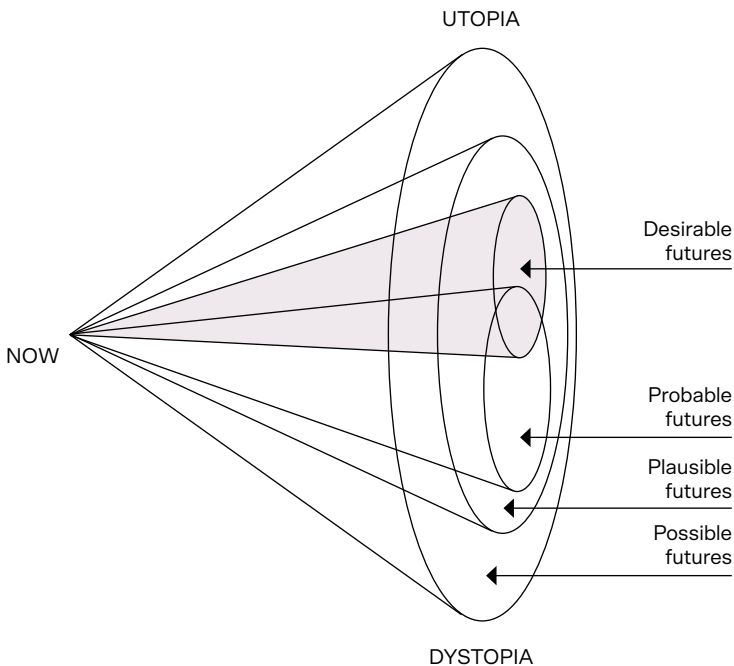 UTOPIA
Desirable
futures
NOW
Probable
futures
Plausible
futures
Possible
futures
DYSTOPIA